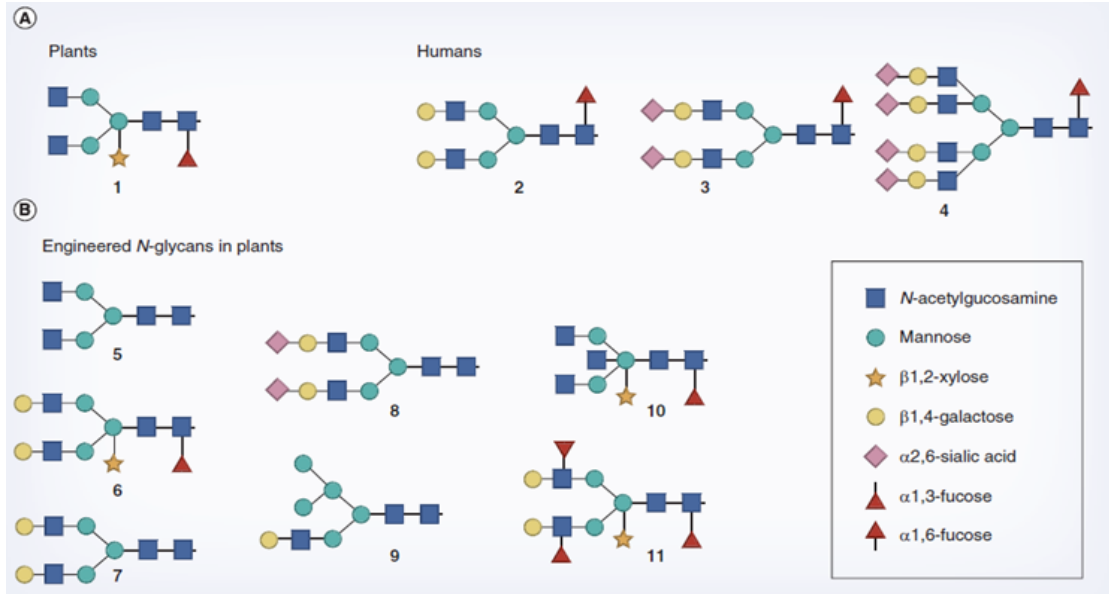 A
Plants
Humans
1
2
3
4
B
Engineered N-glycans in plants
5
6
7
8
9
10
11
N-acetylgucosamine
Mannose
β1,2-xylose
β1,4-galactose
α2,6-sialic acid
α1,3-fucose
α1,6-fucose